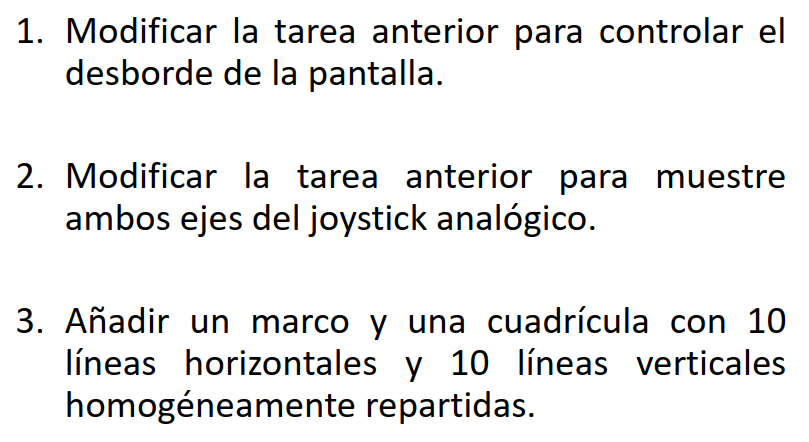 1. Modificar la tarea anterior para controlar el
desborde de la pantalla.
2. Modificar la tarea anterior para muestre
ambos ejes del joystick analógico.
3. Añadir un marco y una cuadrícula con 10
líneas horizontales y 10 líneas verticales
homogéneamente repartidas.